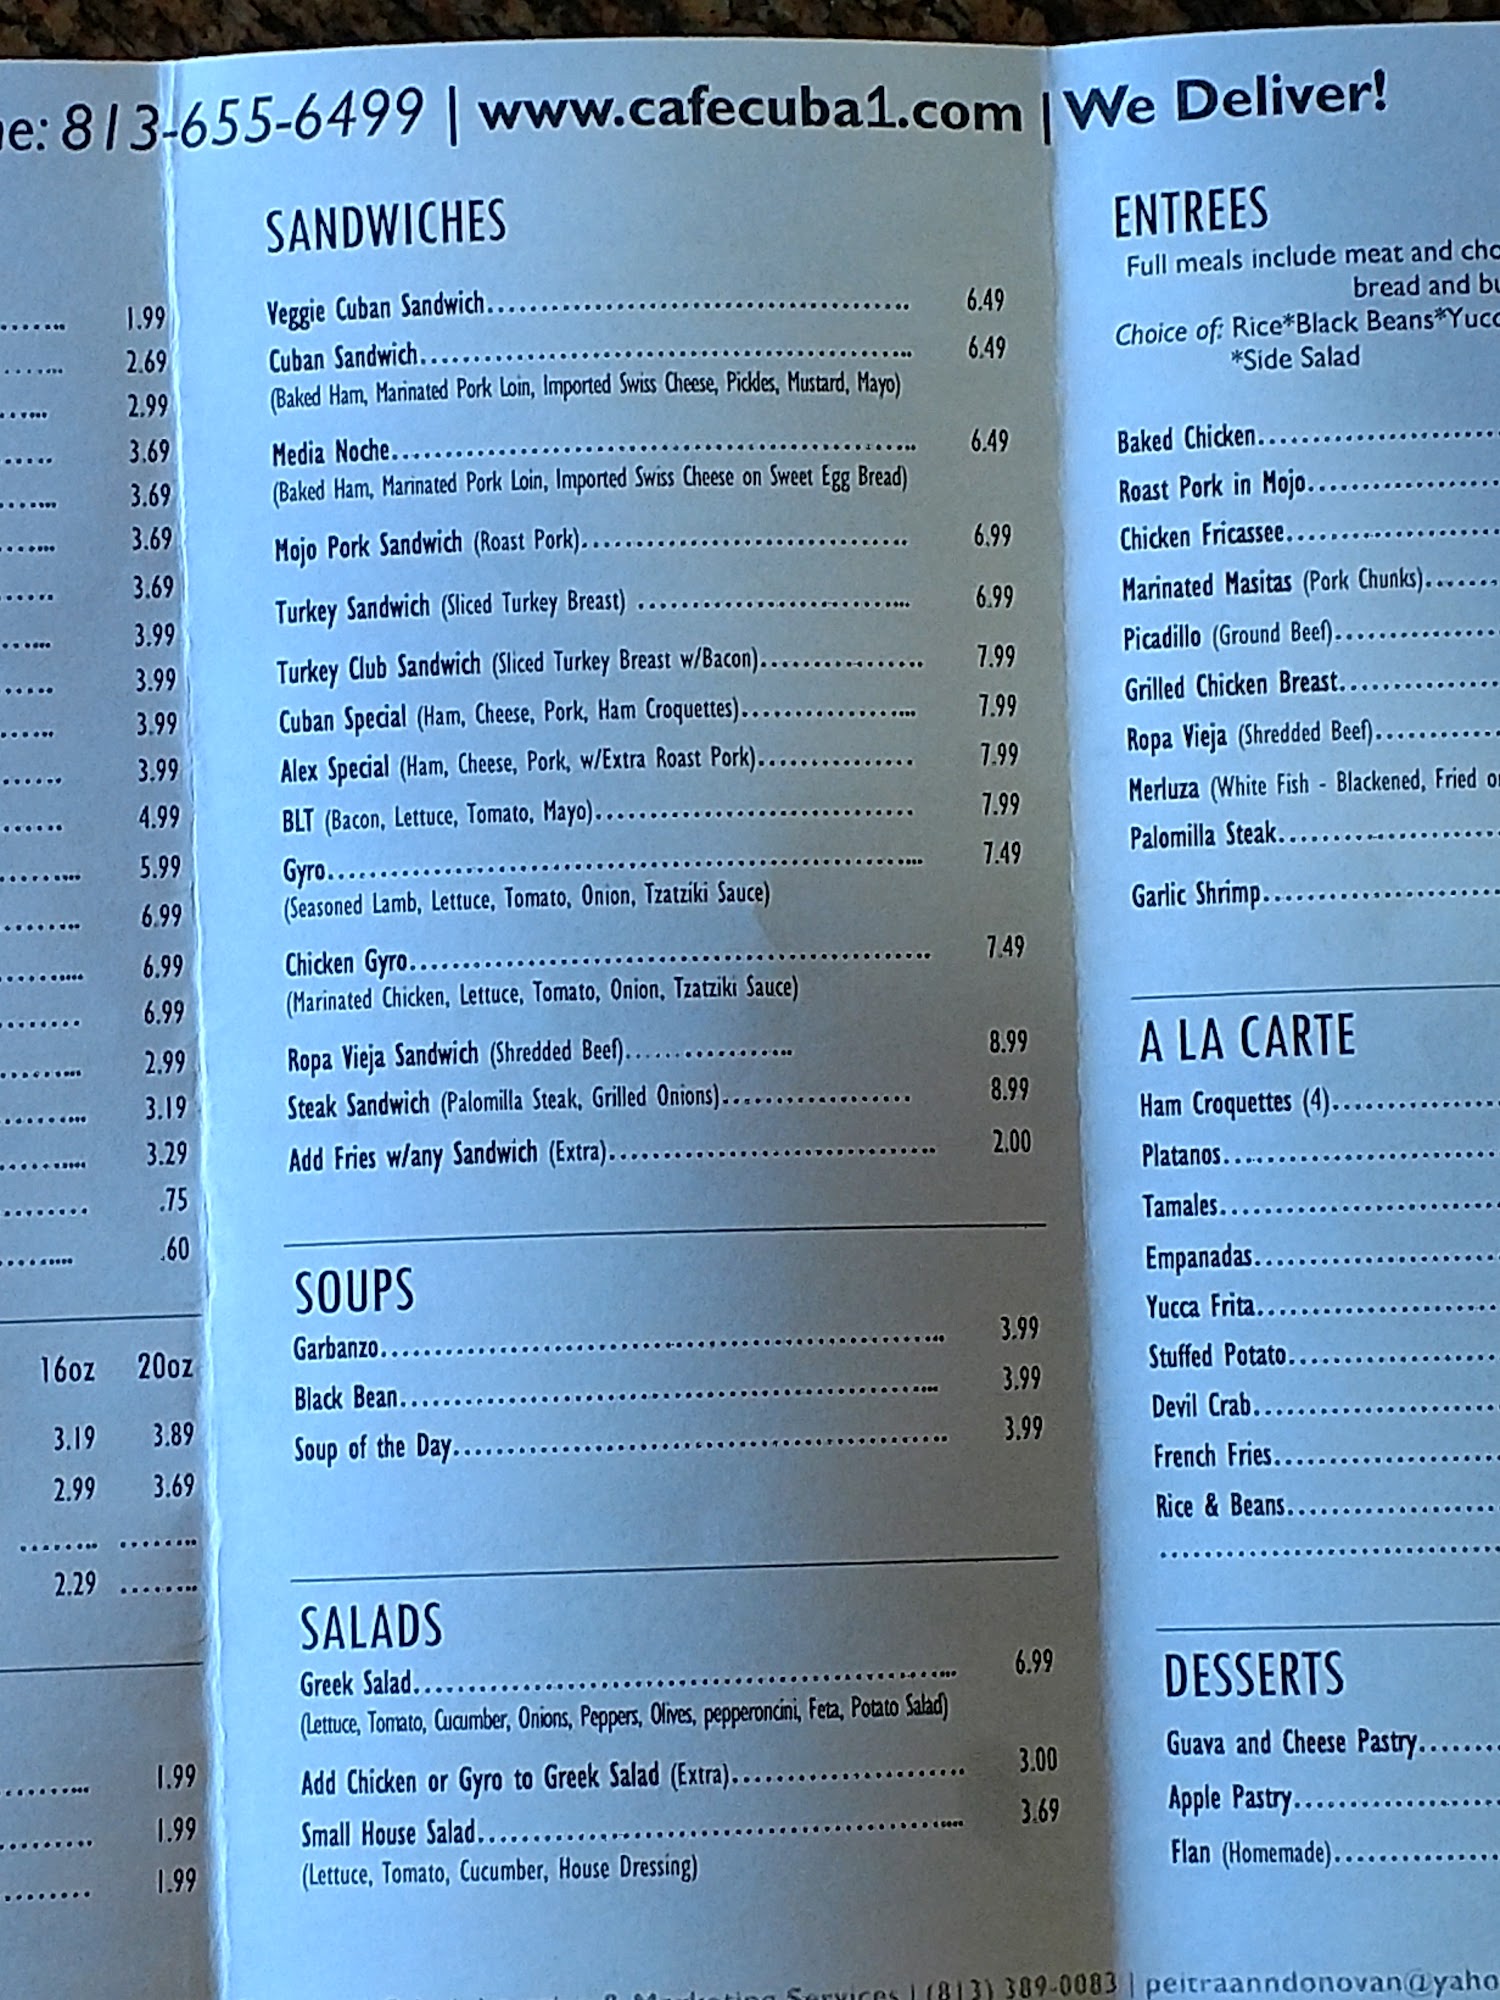 e: 813-655-6499 | www.cafecuba1.com | We Deliver!
1.99
2.69
2.99
3.69
3.69
3.69
3.69
3.99
3.99
3.99
3.99
4.99
5.99
6.99
6.99
6.99
2.99
3.19
3.29
.75
.60
16oz 20oz
3.19 3.89
2.99 3.69
2.29
1.99
1.99
1.99
SANDWICHES
Veggie Cuban Sandwich 6.49
Cuban Sandwich 6.49
(Baked Ham, Marinated Pork Loin, Imported Swiss Cheese, Pickles, Mustard, Mayo)
Media Noche 6.49
(Baked Ham, Marinated Pork Loin, Imported Swiss Cheese on Sweet Egg Bread)
Mojo Pork Sandwich (Roast Pork) 6.99
Turkey Sandwich (Sliced Turkey Breast) 6.99
Turkey Club Sandwich (Sliced Turkey Breast w/Bacon) 7.99
Cuban Special (Ham, Cheese, Pork, Ham Croquettes) 7.99
Alex Special (Ham, Cheese, Pork, w/Extra Roast Pork) 7.99
BLT (Bacon, Lettuce, Tomato, Mayo) 7.99
Gyro 7.49
(Seasoned Lamb, Lettuce, Tomato, Onion, Tzatziki Sauce)
Chicken Gyro 7.49
(Marinated Chicken, Lettuce, Tomato, Onion, Tzatziki Sauce)
Ropa Vieja Sandwich (Shredded Beef) 8.99
Steak Sandwich (Palomilla Steak, Grilled Onions) 8.99
Add Fries w/any Sandwich (Extra) 2.00
SOUPS
Garbanzo 3.99
Black Bean 3.99
Soup of the Day 3.99
SALADS
Greek Salad 6.99
(Lettuce, Tomato, Cucumber, Onions, Peppers, Olives, pepperoncini, Feta, Potato Salad)
Add Chicken or Gyro to Greek Salad (Extra) 3.00
Small House Salad 3.69
(Lettuce, Tomato, Cucumber, House Dressing)
ENTREES
Full meals include meat and cho
bread and bu
Choice of: Rice*Black Beans*Yucc
*Side Salad
Baked Chicken
Roast Pork in Mojo
Chicken Fricassee
Marinated Masitas (Pork Chunks)
Picadillo (Ground Beef)
Grilled Chicken Breast
Ropa Vieja (Shredded Beef)
Merluza (White Fish - Blackened, Fried o
Palomilla Steak
Garlic Shrimp
A LA CARTE
Ham Croquettes (4)
Platanos
Tamales
Empanadas
Yucca Frita
Stuffed Potato
Devil Crab
French Fries
Rice & Beans
DESSERTS
Guava and Cheese Pastry
Apple Pastry
Flan (Homemade)
& Marketing Services | (813) 389-0083 | peitraanndonovan@yaho